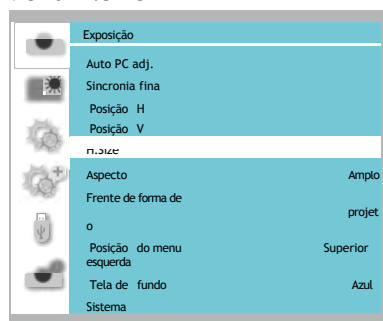 Exposição
Auto PC adj.
Sincronia fina
Posição H
Posição V
H.Size
Aspecto Amplo
Frente de forma de
projet
o
Posição do menu Superior
esquerda
Tela de fundo Azul
Sistema